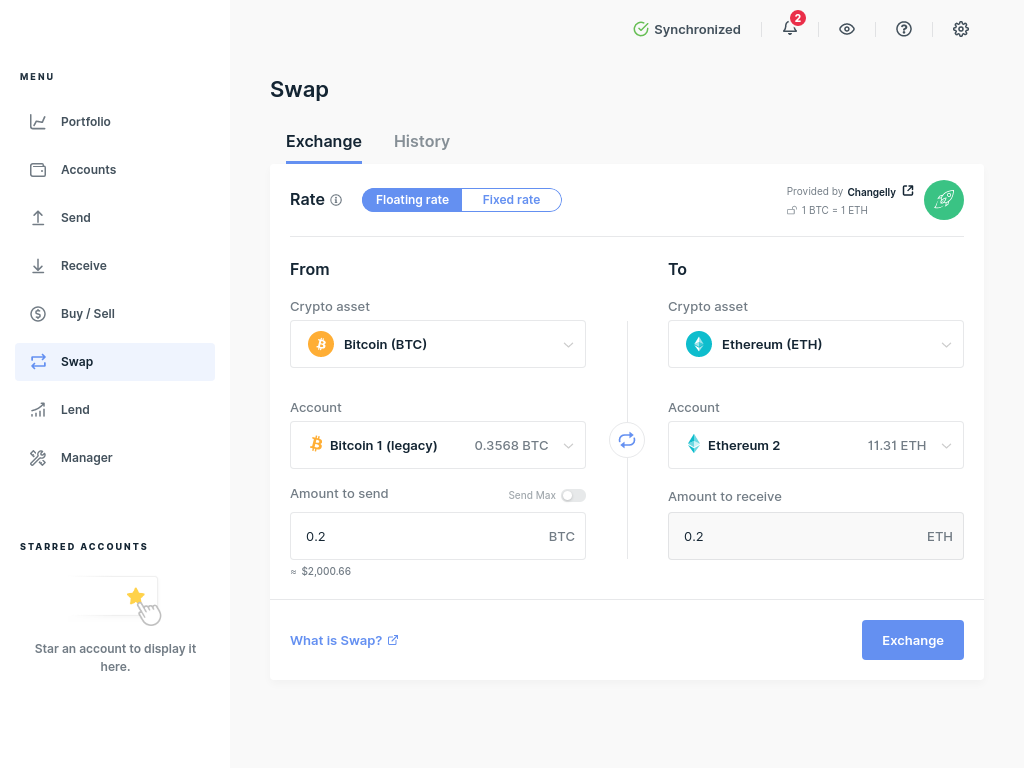 Synchronized
2
MENU
Portfolio
Accounts
Send
Receive
Buy / Sell
Swap
Lend
Manager
STARRED ACCOUNTS
Star an account to display it
here.
Swap
Exchange History
Rate Floating rate Fixed rate
Provided by Changelly
1 BTC = 1 ETH
From
Crypto asset
Bitcoin (BTC)
Account
Bitcoin 1 (legacy) 0.3568 BTC
Amount to send Send Max
0.2 BTC
≈ $2,000.66
To
Crypto asset
Ethereum (ETH)
Account
Ethereum 2 11.31 ETH
Amount to receive
0.2 ETH
What is Swap?
Exchange